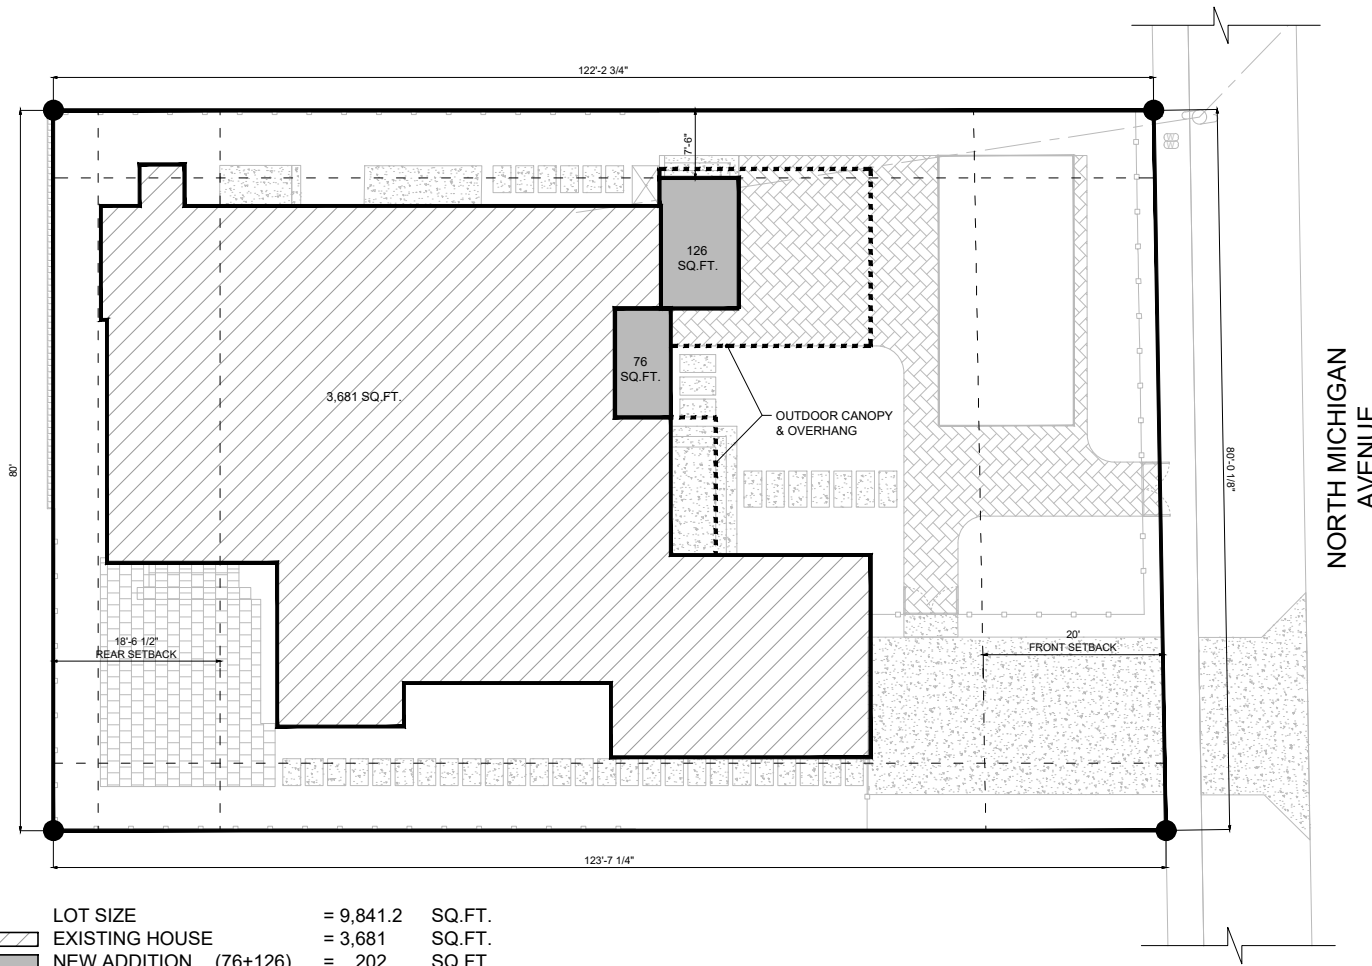 122'-2 3/4"
7'-6"
126
SQ.FT.
76
SQ.FT.
3,681 SQ.FT.
OUTDOOR CANOPY
& OVERHANG
80'
80'-0 1/8"
NORTH MICHIGAN
AVENUE
18'-6 1/2"
REAR SETBACK
20'
FRONT SETBACK
123'-7 1/4"
LOT SIZE = 9,841.2 SQ.FT.
EXISTING HOUSE = 3,681 SQ.FT.
NEW ADDITION (76+126) = 202 SQ.FT.